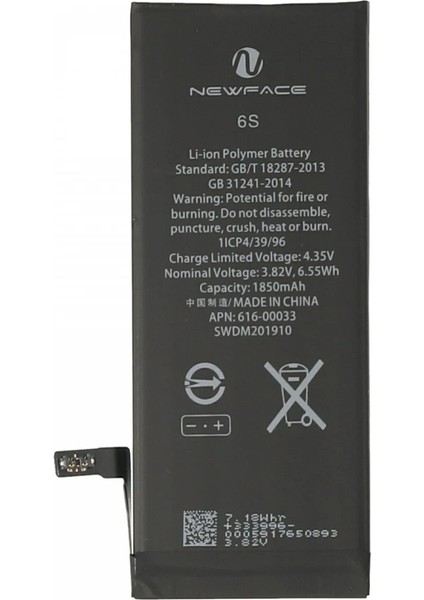 NEWFACE
6S
Li-ion Polymer Battery
Standard: GB/T 18287-2013
GB 31241-2014
Warning: Potential for fire or
burning. Do not disassemble,
puncture, crush, heat or burn.
1ICP4/39/96
Charge Limited Voltage: 4.35V
Nominal Voltage: 3.82V, 6.55Wh
Capacity: 1850mAh
中国制造/ MADE IN CHINA
APN: 616-00033
SWDM201910
- · +
7.18Whr
+333996-
0005917650893
3.82V